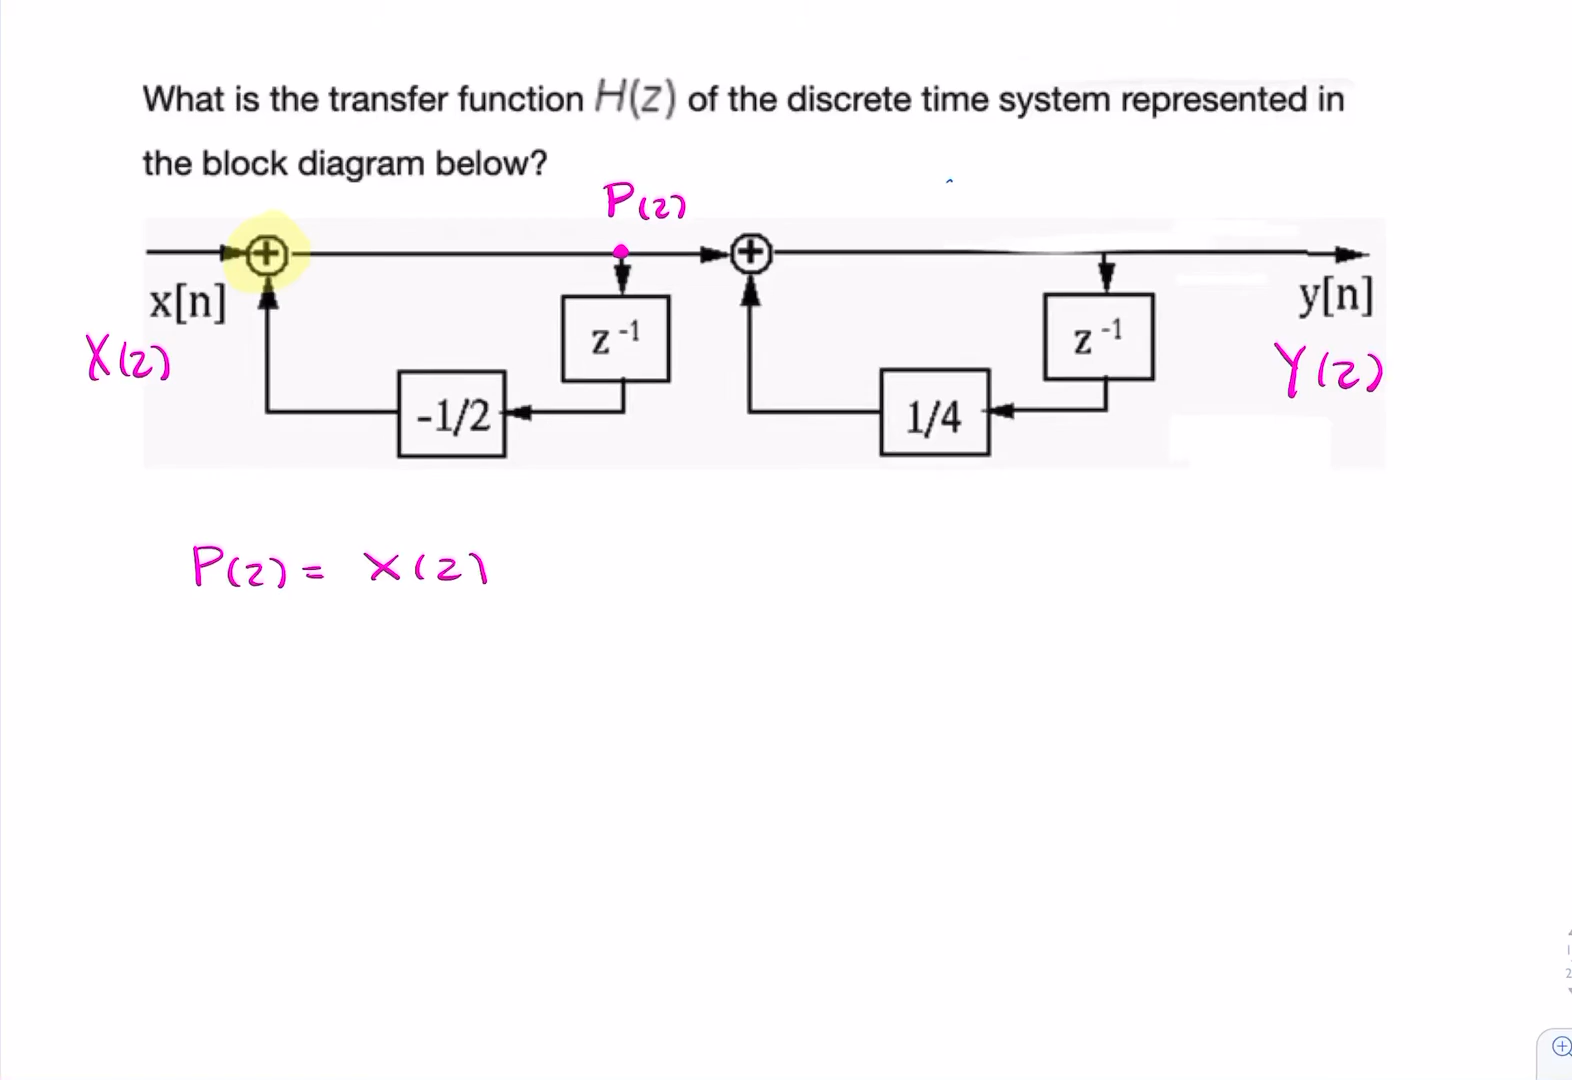 What is the transfer function H(z) of the discrete time system represented in
the block diagram below?
P(z)
x[n]
y[n]
X(z)
z -1
z -1
Y(z)
-1/2
1/4
P(z) = X(z)